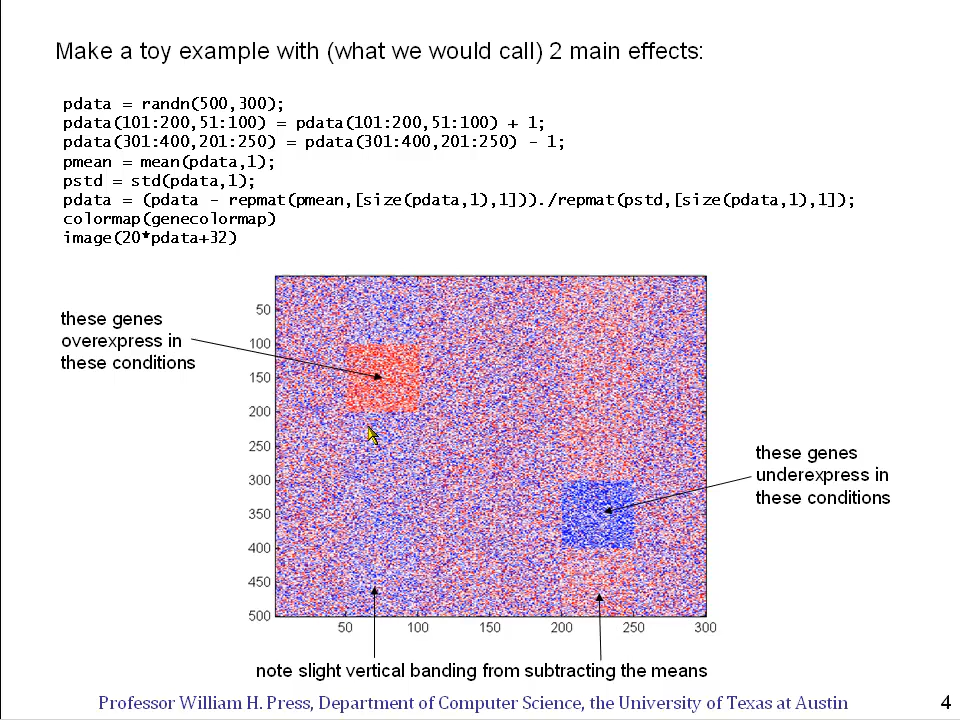 Make a toy example with (what we would call) 2 main effects:
pdata = randn(500,300);
pdata(101:200,51:100) = pdata(101:200,51:100) + 1;
pdata(301:400,201:250) = pdata(301:400,201:250) - 1;
pmean = mean(pdata,1);
pstd = std(pdata,1);
pdata = (pdata - repmat(pmean,[size(pdata,1),1]))./repmat(pstd,[size(pdata,1),1]);
colormap(genecolormap)
image(20*pdata+32)
these genes
overexpress in
these conditions
50
100
150
200
250
300
350
400
450
500
50 100 150 200 250 300
these genes
underexpress in
these conditions
note slight vertical banding from subtracting the means
Professor William H. Press, Department of Computer Science, the University of Texas at Austin 4